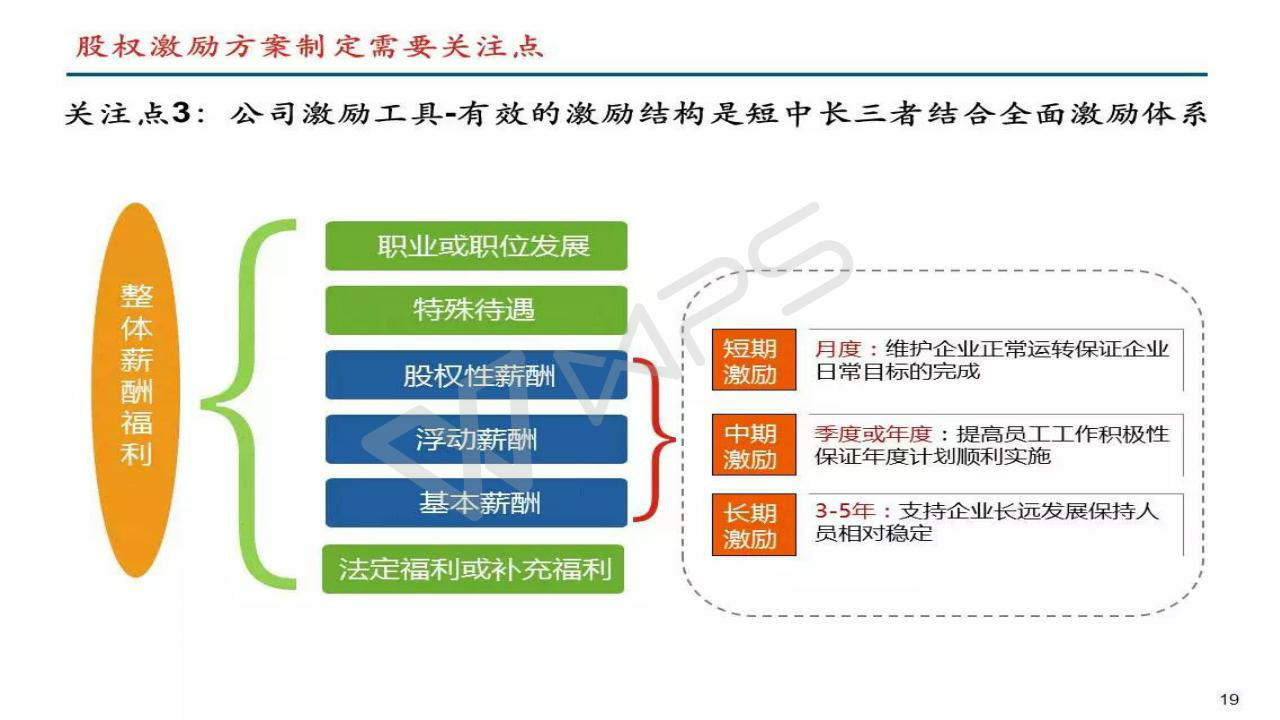 股权激励方案制定需要关注点
关注点3：公司激励工具-有效的激励结构是短中长三者结合全面激励体系
整体薪酬福利
职业或职位发展
特殊待遇
股权性薪酬
浮动薪酬
基本薪酬
法定福利或补充福利
短期
激励
月度：维护企业正常运转保证企业
日常目标的完成
中期
激励
季度或年度：提高员工工作积极性
保证年度计划顺利实施
长期
激励
3-5年：支持企业长远发展保持人
员相对稳定
WPS
19